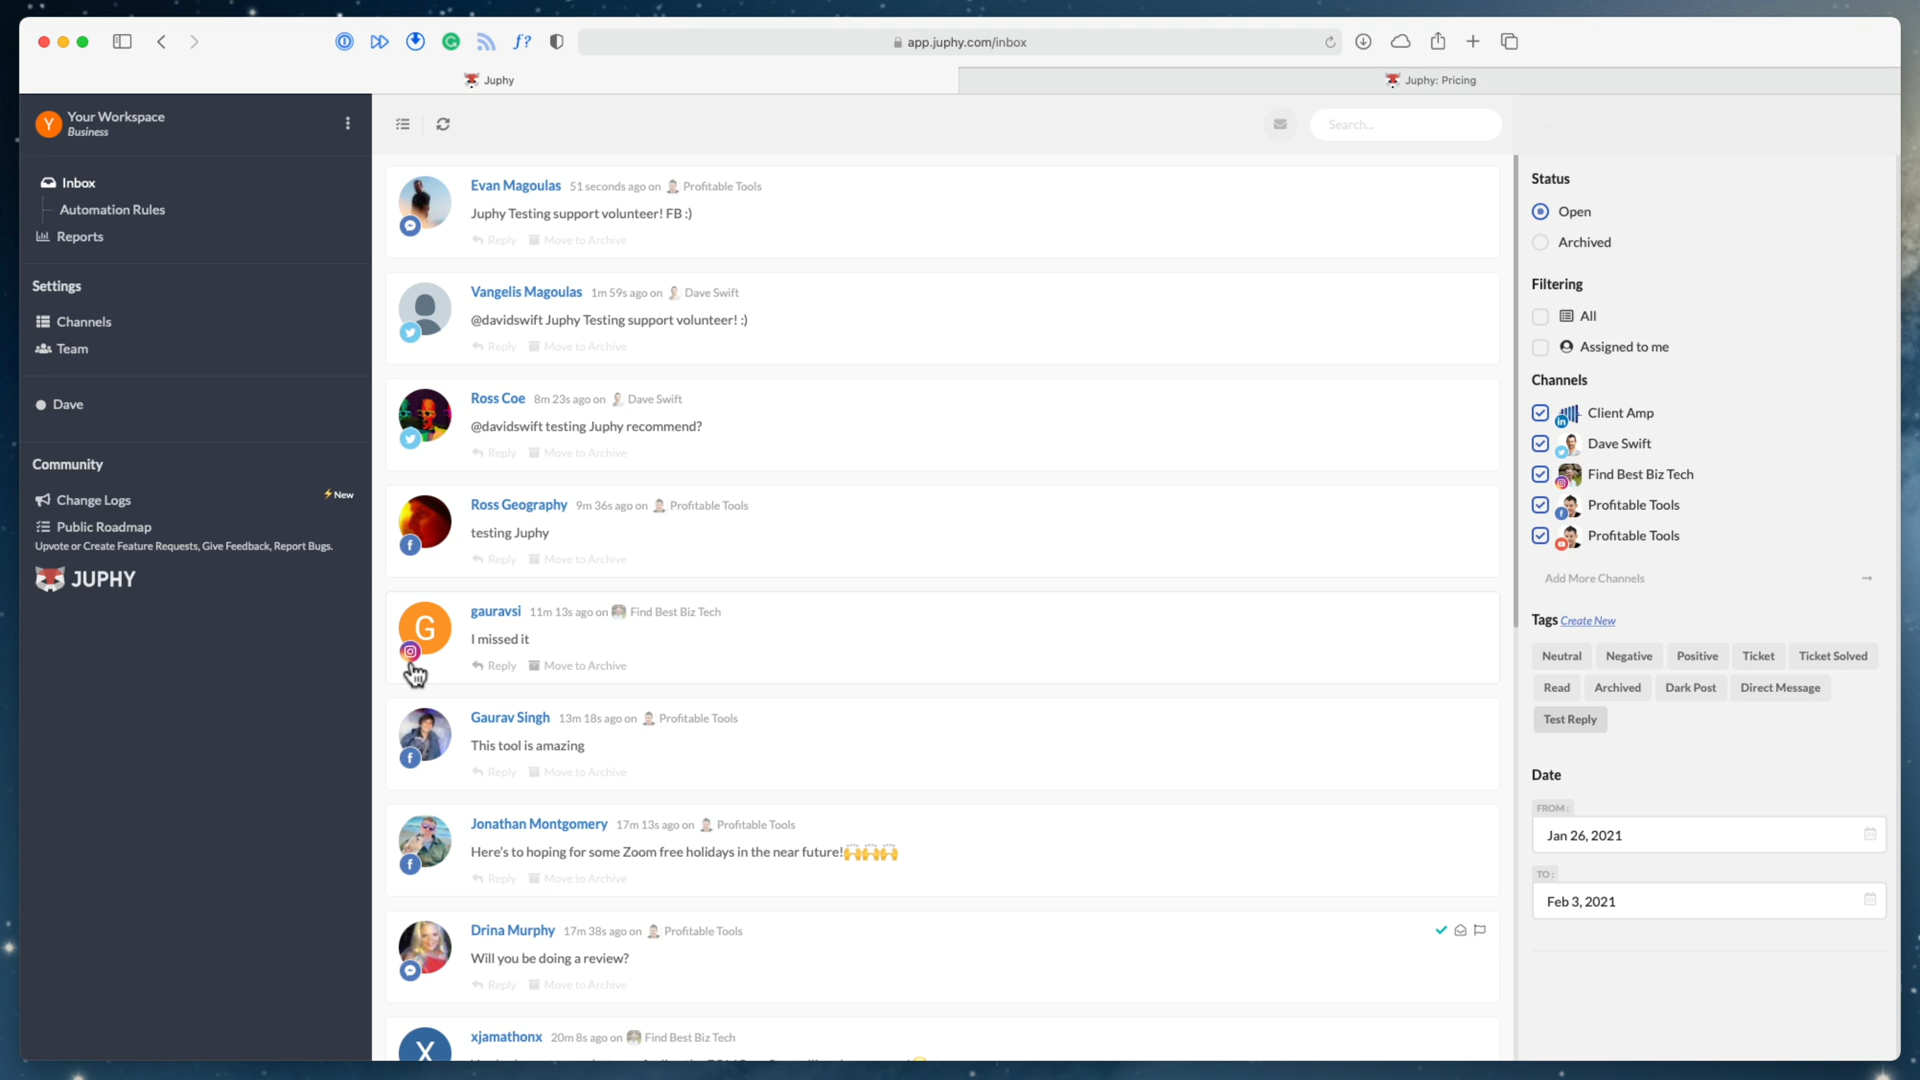 app.juphy.com/inbox
Juphy
Juphy: Pricing
Y
Your Workspace
Business
Search...
Inbox
Automation Rules
Reports
Settings
Channels
Team
Dave
Community
Change Logs
⚡New
Public Roadmap
Upvote or Create Feature Requests, Give Feedback, Report Bugs.
JUPHY
Evan Magoulas 51 seconds ago on Profitable Tools
Juphy Testing support volunteer! FB :)
Reply Move to Archive
Vangelis Magoulas 1m 59s ago on Dave Swift
@davidswift Juphy Testing support volunteer! :)
Reply Move to Archive
Ross Coe 8m 23s ago on Dave Swift
@davidswift testing Juphy recommend?
Reply Move to Archive
Ross Geography 9m 36s ago on Profitable Tools
testing Juphy
Reply Move to Archive
G
gauravsi 11m 13s ago on Find Best Biz Tech
I missed it
Reply Move to Archive
Gaurav Singh 13m 18s ago on Profitable Tools
This tool is amazing
Reply Move to Archive
Jonathan Montgomery 17m 13s ago on Profitable Tools
Here's to hoping for some Zoom free holidays in the near future!🙌🙌🙌
Reply Move to Archive
Drina Murphy 17m 38s ago on Profitable Tools
Will you be doing a review?
Reply Move to Archive
X
xjamathonx 20m 8s ago on Find Best Biz Tech
Status
Open
Archived
Filtering
All
Assigned to me
Channels
Client Amp
Dave Swift
Find Best Biz Tech
Profitable Tools
Profitable Tools
Add More Channels →
Tags Create New
Neutral Negative Positive Ticket Ticket Solved
Read Archived Dark Post Direct Message
Test Reply
Date
FROM :
Jan 26, 2021
TO :
Feb 3, 2021